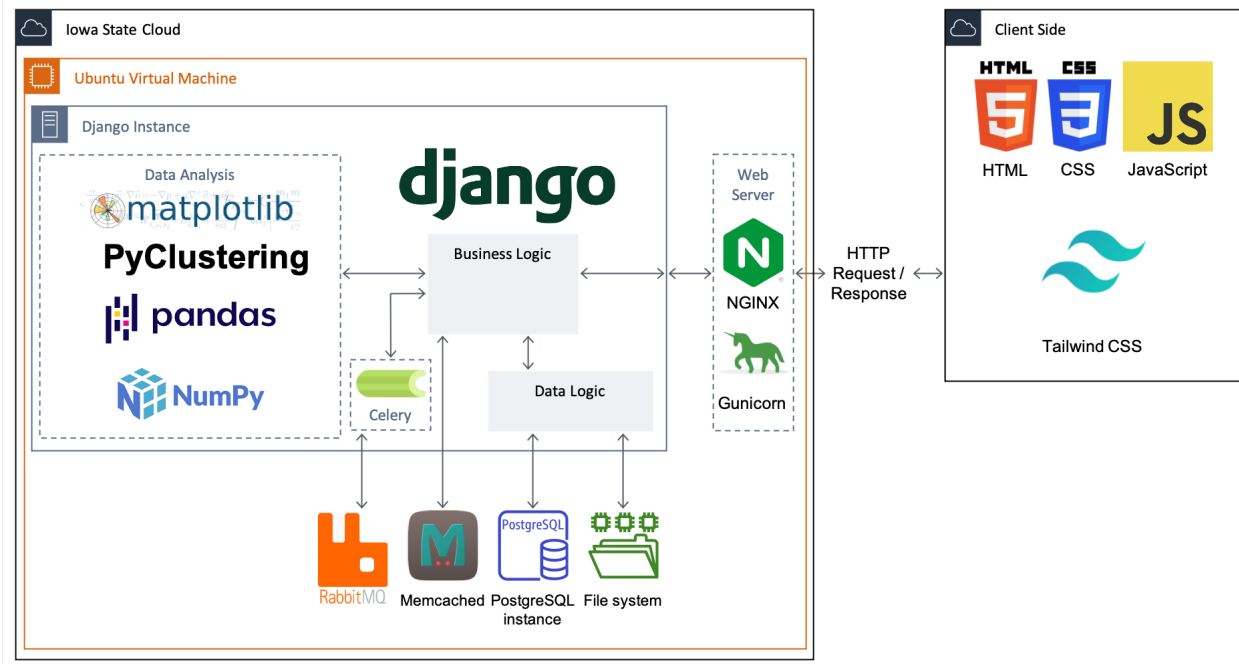 Iowa State Cloud
Ubuntu Virtual Machine
Django Instance
Data Analysis
matplotlib
PyClustering
pandas
NumPy
django
Business Logic
Celery
Data Logic
Web
Server
NGINX
Gunicorn
RabbitMQ
Memcached
PostgreSQL
PostgreSQL
instance
File system
HTTP
Request /
Response
Client Side
HTML
5
HTML
CSS
3
CSS
JS
JavaScript
Tailwind CSS